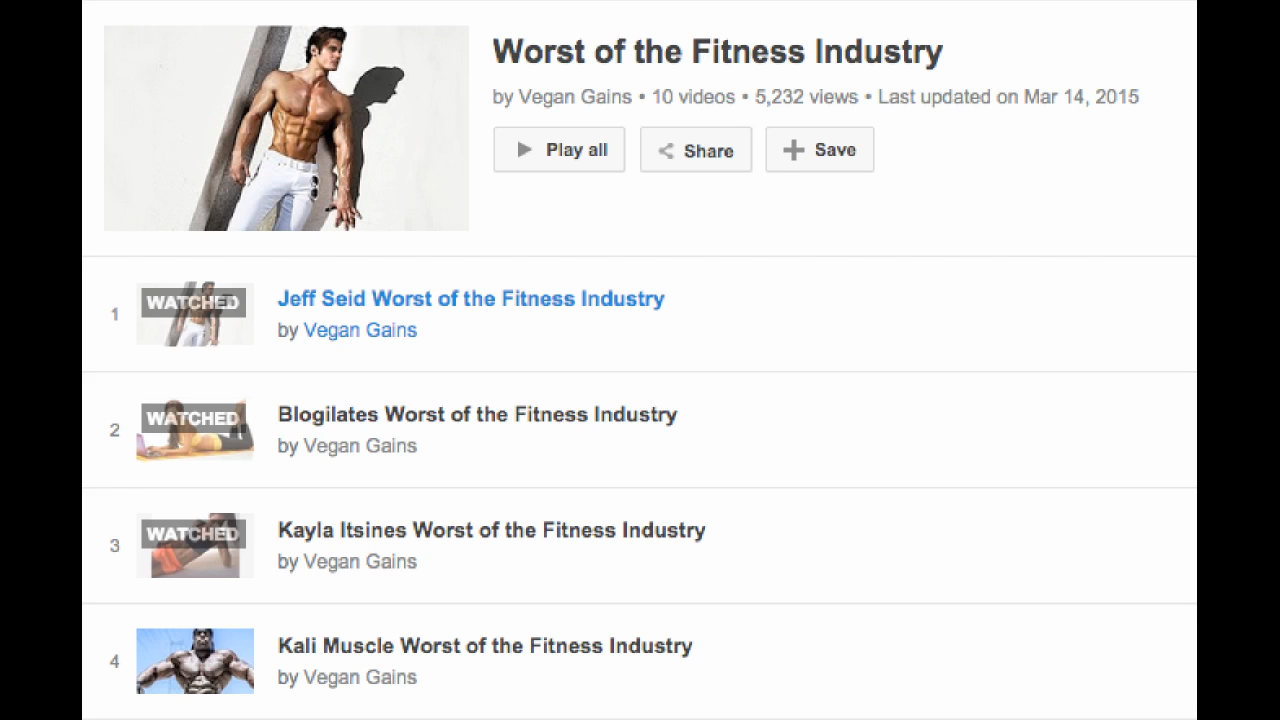 Worst of the Fitness Industry
by Vegan Gains • 10 videos • 5,232 views • Last updated on Mar 14, 2015
Play all Share Save
1 WATCHED Jeff Seid Worst of the Fitness Industry
by Vegan Gains
2 WATCHED Blogilates Worst of the Fitness Industry
by Vegan Gains
3 WATCHED Kayla Itsines Worst of the Fitness Industry
by Vegan Gains
4 Kali Muscle Worst of the Fitness Industry
by Vegan Gains